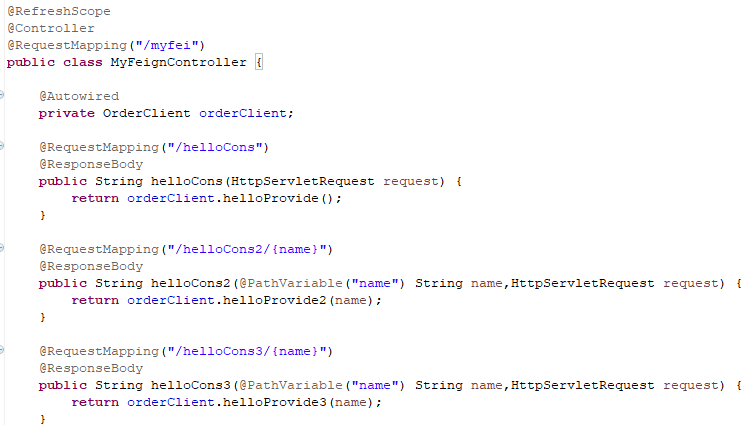 @RefreshScope
@Controller
@RequestMapping("/myfei")
public class MyFeignController {
@Autowired
private OrderClient orderClient;
@RequestMapping("/helloCons")
@ResponseBody
public String helloCons(HttpServletRequest request) {
return orderClient.helloProvide();
}
@RequestMapping("/helloCons2/{name}")
@ResponseBody
public String helloCons2(@PathVariable("name") String name,HttpServletRequest request) {
return orderClient.helloProvide2(name);
}
@RequestMapping("/helloCons3/{name}")
@ResponseBody
public String helloCons3(@PathVariable("name") String name,HttpServletRequest request) {
return orderClient.helloProvide3(name);
}